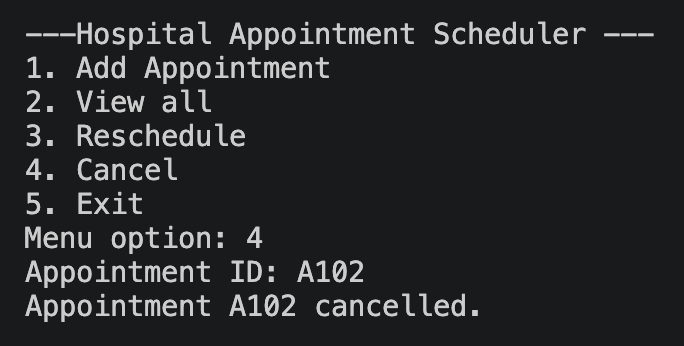 ---Hospital Appointment Scheduler ---
1. Add Appointment
2. View all
3. Reschedule
4. Cancel
5. Exit
Menu option: 4
Appointment ID: A102
Appointment A102 cancelled.